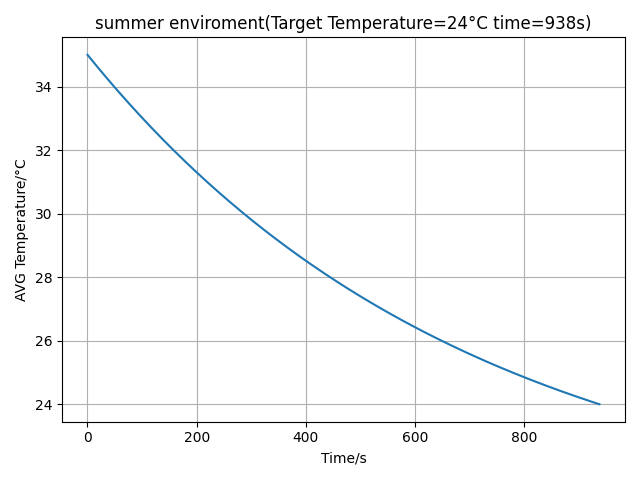 summer enviroment(Target Temperature=24°C time=938s)
AVG Temperature/°C
34
32
30
28
26
24
0 200 400 600 800
Time/s